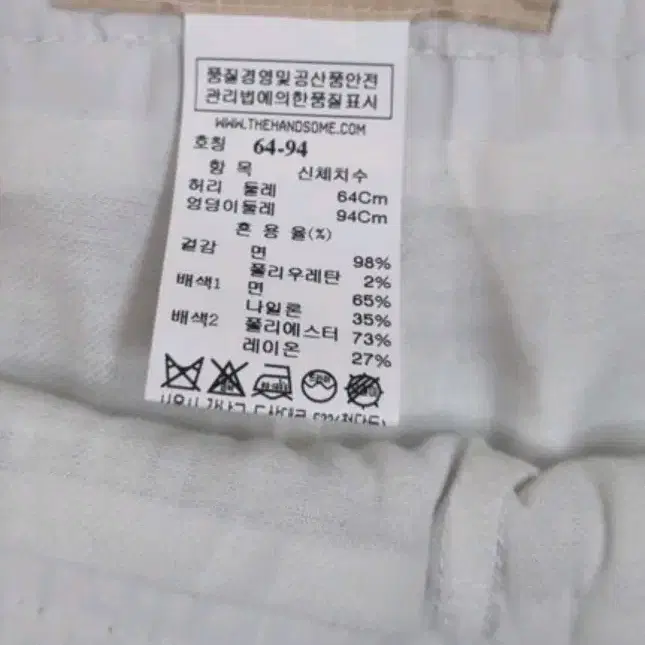 품질경영및공산품안전
관리법에의한품질표시
WWW.THEHANDSOME.COM
호칭 64-94
항 목 신체치수
허리 둘레 64Cm
엉덩이둘레 94Cm
혼 용 율(%)
겉감 면 98%
폴리우레탄 2%
배색1 면 65%
나일론 35%
배색2 폴리에스터 73%
레이온 27%